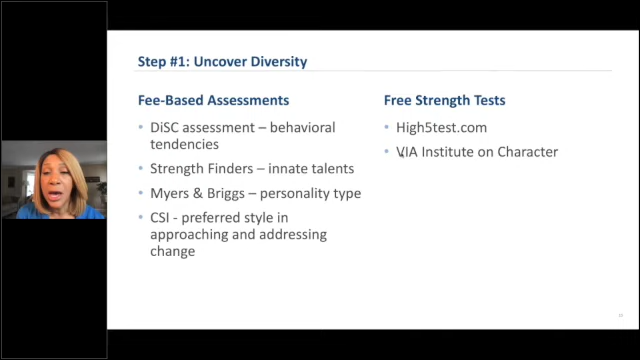 Step #1: Uncover Diversity
Fee-Based Assessments
• DiSC assessment – behavioral
tendencies
• Strength Finders – innate talents
• Myers & Briggs – personality type
• CSI - preferred style in
approaching and addressing
change
Free Strength Tests
• High5test.com
• VIA Institute on Character